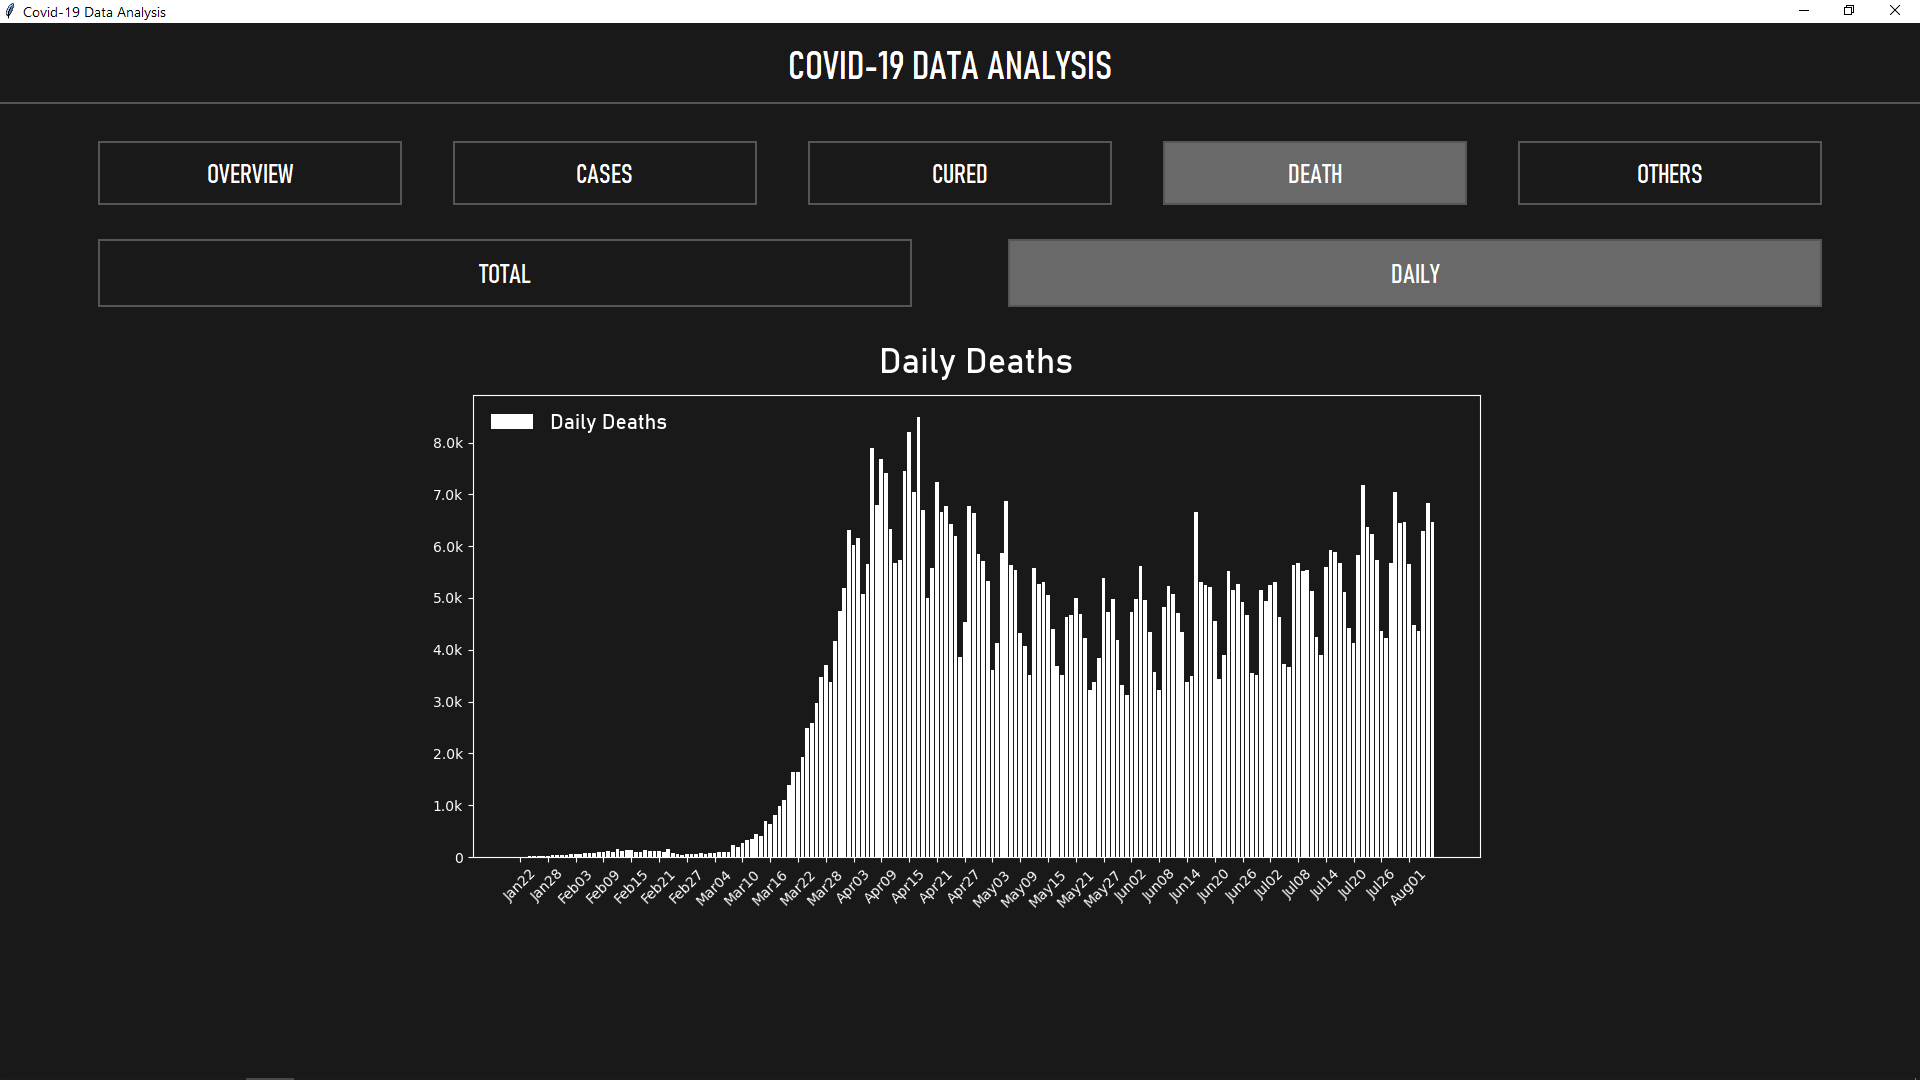 Covid-19 Data Analysis
COVID-19 DATA ANALYSIS
OVERVIEW
CASES
CURED
DEATH
OTHERS
TOTAL
DAILY
Daily Deaths
Daily Deaths
8.0k
7.0k
6.0k
5.0k
4.0k
3.0k
2.0k
1.0k
0
Jan22
Jan28
Feb03
Feb09
Feb15
Feb21
Feb27
Mar04
Mar10
Mar16
Mar22
Mar28
Apr03
Apr09
Apr15
Apr21
Apr27
May03
May09
May15
May21
May27
Jun02
Jun08
Jun14
Jun20
Jun26
Jul02
Jul08
Jul14
Jul20
Jul26
Aug01